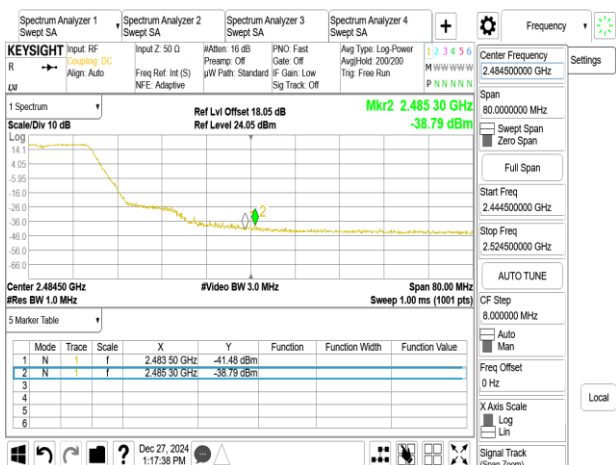 Spectrum Analyzer 1
Swept SA
Spectrum Analyzer 2
Swept SA
Spectrum Analyzer 3
Swept SA
Spectrum Analyzer 4
Swept SA
Frequency
KEYSIGHT
R
Input: RF
Coupling: DC
Align: Auto
Input Z: 50 Ω
Freq Ref: Int (S)
NFE: Adaptive
#Atten: 16 dB
Preamp: Off
µW Path: Standard
PNO: Fast
Gate: Off
IF Gain: Low
Sig Track: Off
Avg Type: Log-Power
Avg|Hold: 200/200
Trig: Free Run
1 2 3 4 5 6
M W W W W W
P N N N N N
1 Spectrum
Scale/Div 10 dB
Ref Lvl Offset 18.05 dB
Ref Level 24.05 dBm
Mkr2 2.485 30 GHz
-38.79 dBm
Log
14.1
4.05
-5.95
-16.0
-26.0
-36.0
-46.0
-56.0
-66.0
2
Center 2.48450 GHz
#Res BW 1.0 MHz
#Video BW 3.0 MHz
Span 80.00 MHz
Sweep 1.00 ms (1001 pts)
5 Marker Table
Mode Trace Scale X Y Function Function Width Function Value
1 N 1 f 2.483 50 GHz -41.48 dBm
2 N 1 f 2.485 30 GHz -38.79 dBm
3
4
5
6
Dec 27, 2024
1:17:38 PM
Center Frequency
2.484500000 GHz
Settings
Span
80.0000000 MHz
Swept Span
Zero Span
Full Span
Start Freq
2.444500000 GHz
Stop Freq
2.524500000 GHz
AUTO TUNE
CF Step
8.000000 MHz
Auto
Man
Freq Offset
0 Hz
Local
X Axis Scale
Log
Lin
Signal Track
(Span Zoom)